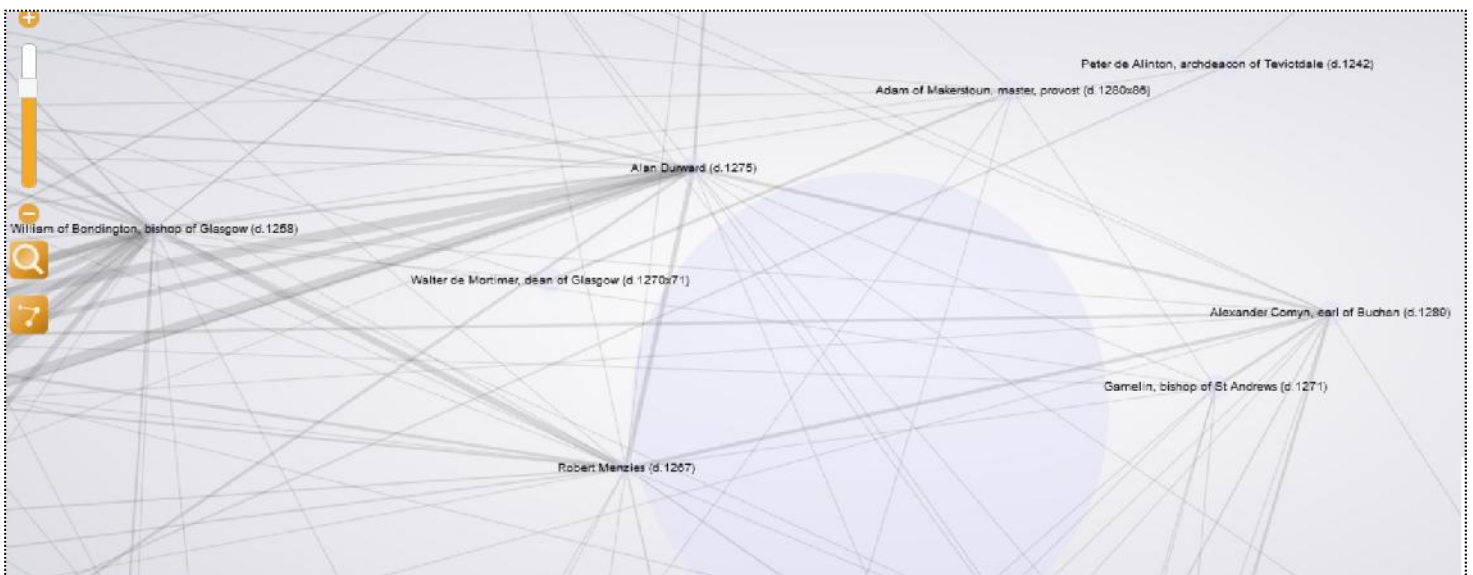 Peter de Alinton, archdeacon of Teviotdale (d.1242)
Adam of Makerstoun, master, provost (d.1280x86)
Alan Durward (d.1275)
William of Bondington, bishop of Glasgow (d.1258)
Walter de Mortimer, dean of Glasgow (d.1270x71)
Alexander Comyn, earl of Buchan (d.1289)
Gamelin, bishop of St Andrews (d.1271)
Robert Menzies (d.1267)